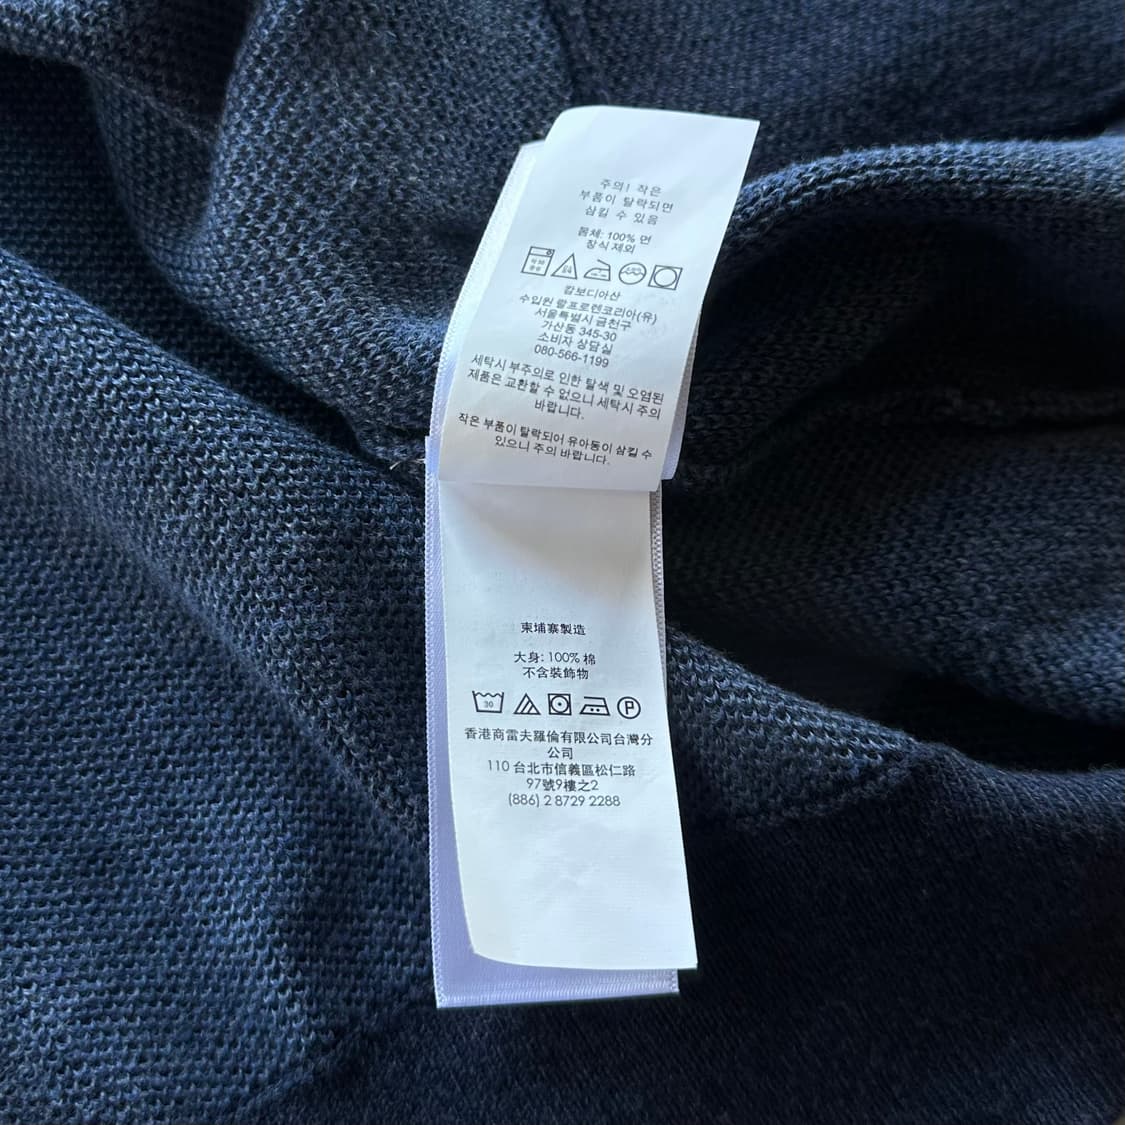 주의! 작은
부품이 탈락되면
삼킬 수 있음
몸체: 100% 면
장식 제외
캄보디아산
수입원 랄프로렌코리아(유)
서울특별시 금천구
가산동 345-30
소비자 상담실
080-566-1199
세탁시 부주의로 인한 탈색 및 오염된
제품은 교환할 수 없으니 세탁시 주의
바랍니다.
작은 부품이 탈락되어 유아동이 삼킬 수
있으니 주의 바랍니다.
柬埔寨製造
大身: 100% 棉
不含裝飾物
30
P
香港商雷夫羅倫有限公司台灣分
公司
110 台北市信義區松仁路
97號9樓之2
(886) 2 8729 2288